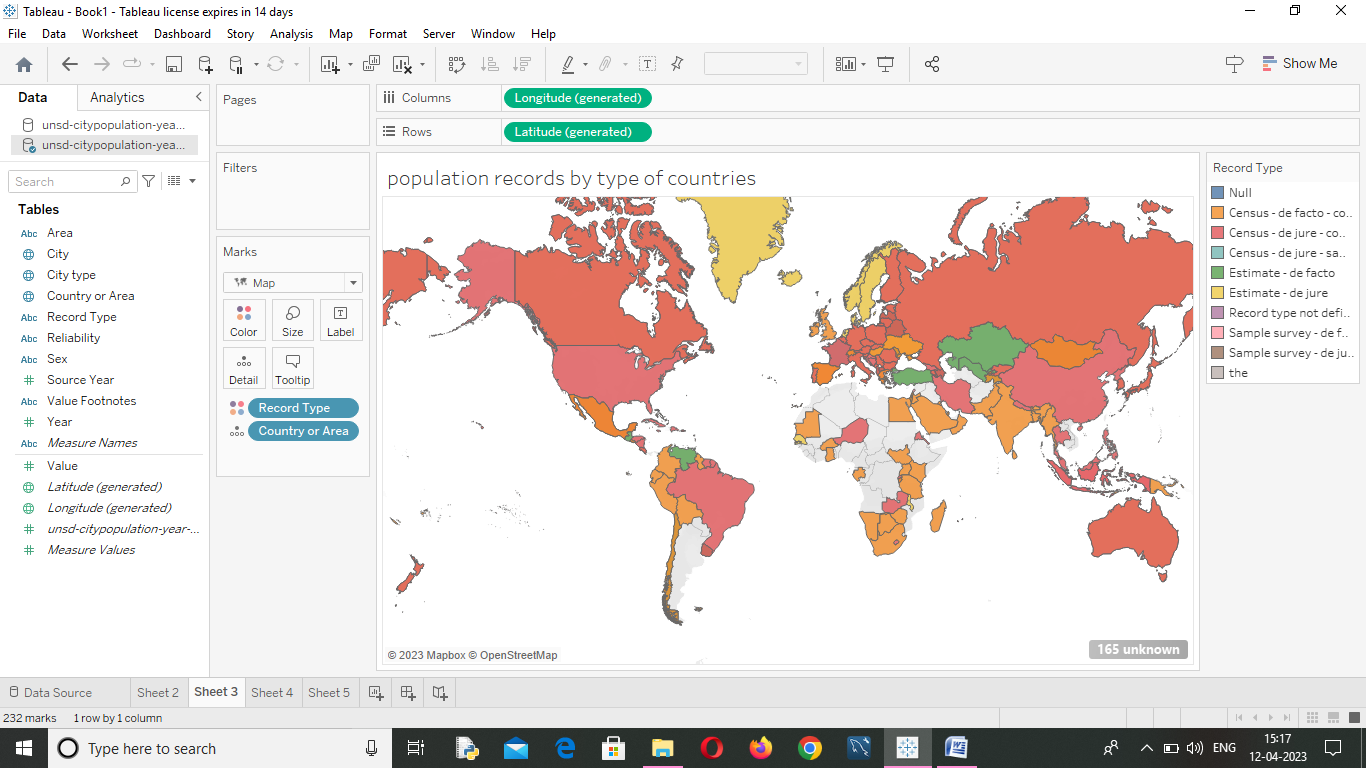 Tableau - Book1 - Tableau license expires in 14 days
File Data Worksheet Dashboard Story Analysis Map Format Server Window Help
Show Me
Data Analytics
unsd-citypopulation-yea...
unsd-citypopulation-yea...
Search
Tables
Abc Area
City
City type
Country or Area
Abc Record Type
Abc Reliability
Abc Sex
Source Year
Abc Value Footnotes
Year
Abc Measure Names
Value
Latitude (generated)
Longitude (generated)
unsd-citypopulation-year-...
Measure Values
Pages
Filters
Marks
Map
Color Size Label
Detail Tooltip
Record Type
Country or Area
Columns Longitude (generated)
Rows Latitude (generated)
population records by type of countries
© 2023 Mapbox © OpenStreetMap
165 unknown
Record Type
Null
Census - de facto - co..
Census - de jure - co...
Census - de jure - sa...
Estimate - de facto
Estimate - de jure
Record type not defi..
Sample survey - de f...
Sample survey - de ju..
the
Data Source Sheet 2 Sheet 3 Sheet 4 Sheet 5
232 marks 1 row by 1 column
Type here to search
ENG
15:17
12-04-2023